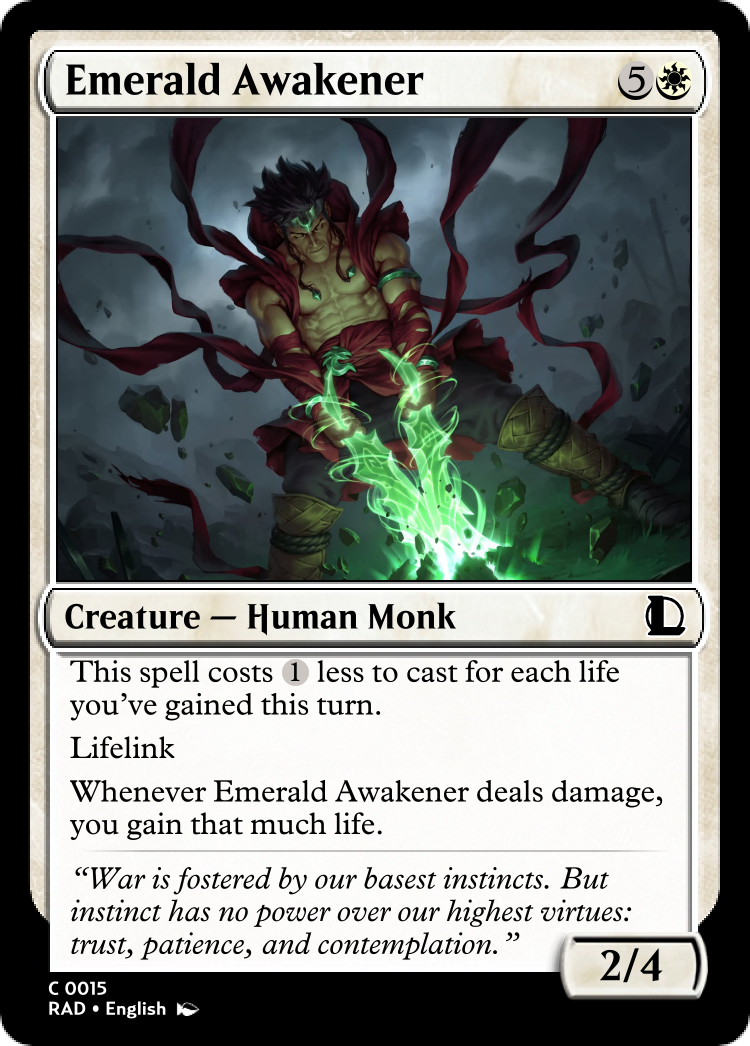 Emerald Awakener 5
Creature — Human Monk
This spell costs 1 less to cast for each life
you've gained this turn.
Lifelink
Whenever Emerald Awakener deals damage,
you gain that much life.
“War is fostered by our basest instincts. But
instinct has no power over our highest virtues:
trust, patience, and contemplation.”
2/4
C 0015
RAD • English